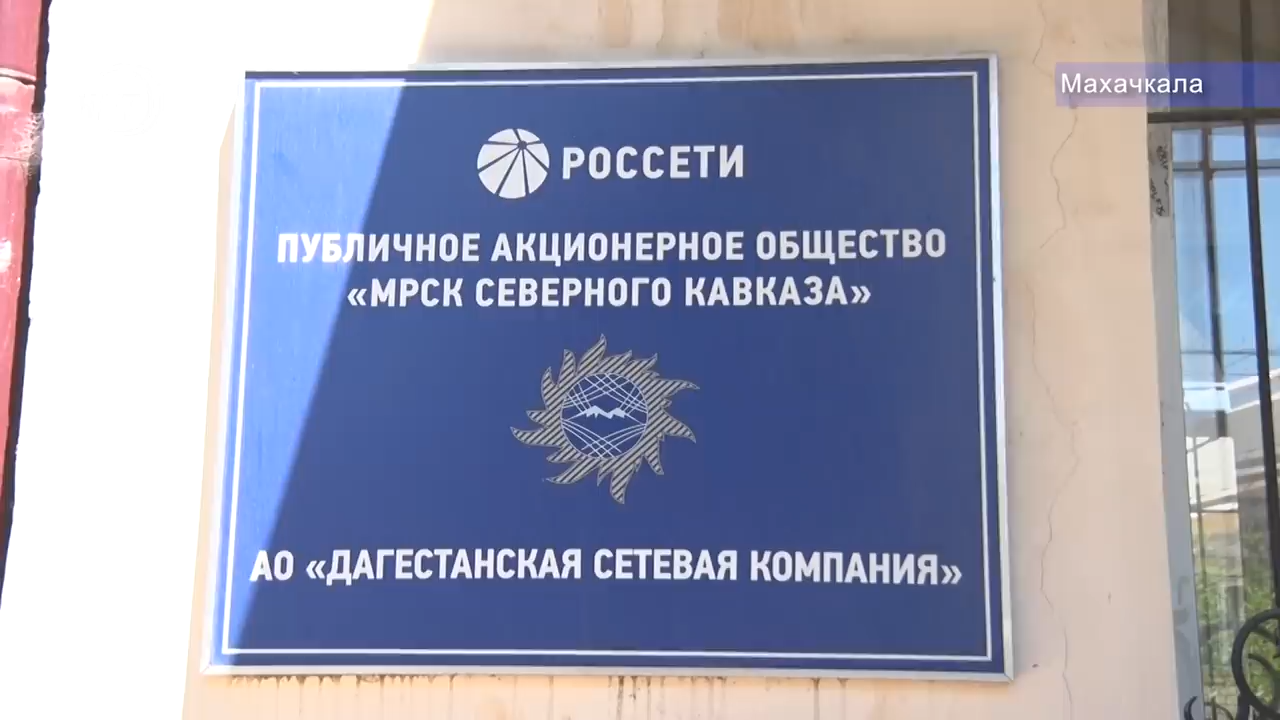 Махачкала
РОССЕТИ
ПУБЛИЧНОЕ АКЦИОНЕРНОЕ ОБЩЕСТВО
«МРСК СЕВЕРНОГО КАВКАЗА»
АО «ДАГЕСТАНСКАЯ СЕТЕВАЯ КОМПАНИЯ»